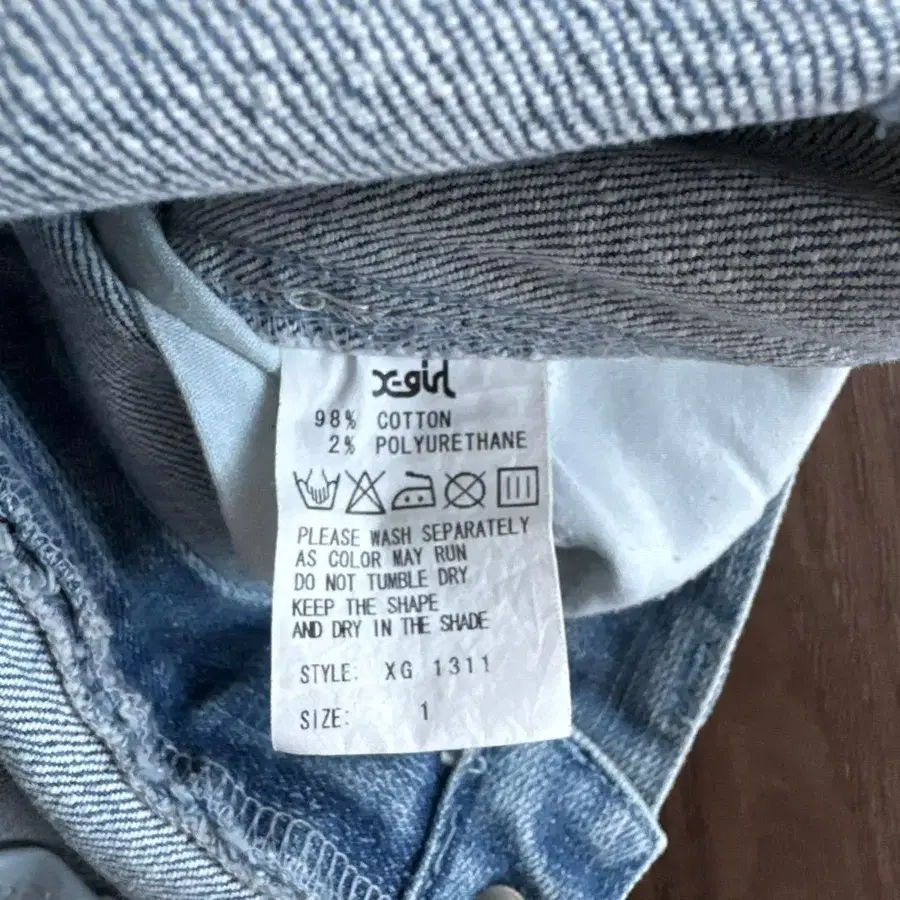 x-girl
98% COTTON
2% POLYURETHANE
PLEASE WASH SEPARATELY
AS COLOR MAY RUN
DO NOT TUMBLE DRY
KEEP THE SHAPE
AND DRY IN THE SHADE
STYLE: XG 1311
SIZE: 1